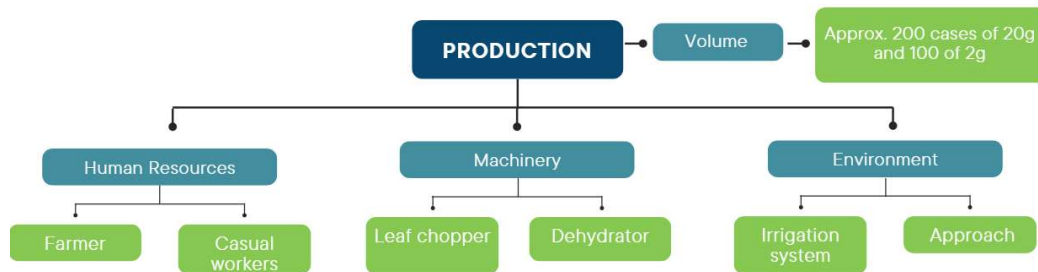 PRODUCTION
Volume
Approx. 200 cases of 20g
and 100 of 2g
Human Resources
Machinery
Environment
Farmer
Casual
workers
Leaf chopper
Dehydrator
Irrigation
system
Approach